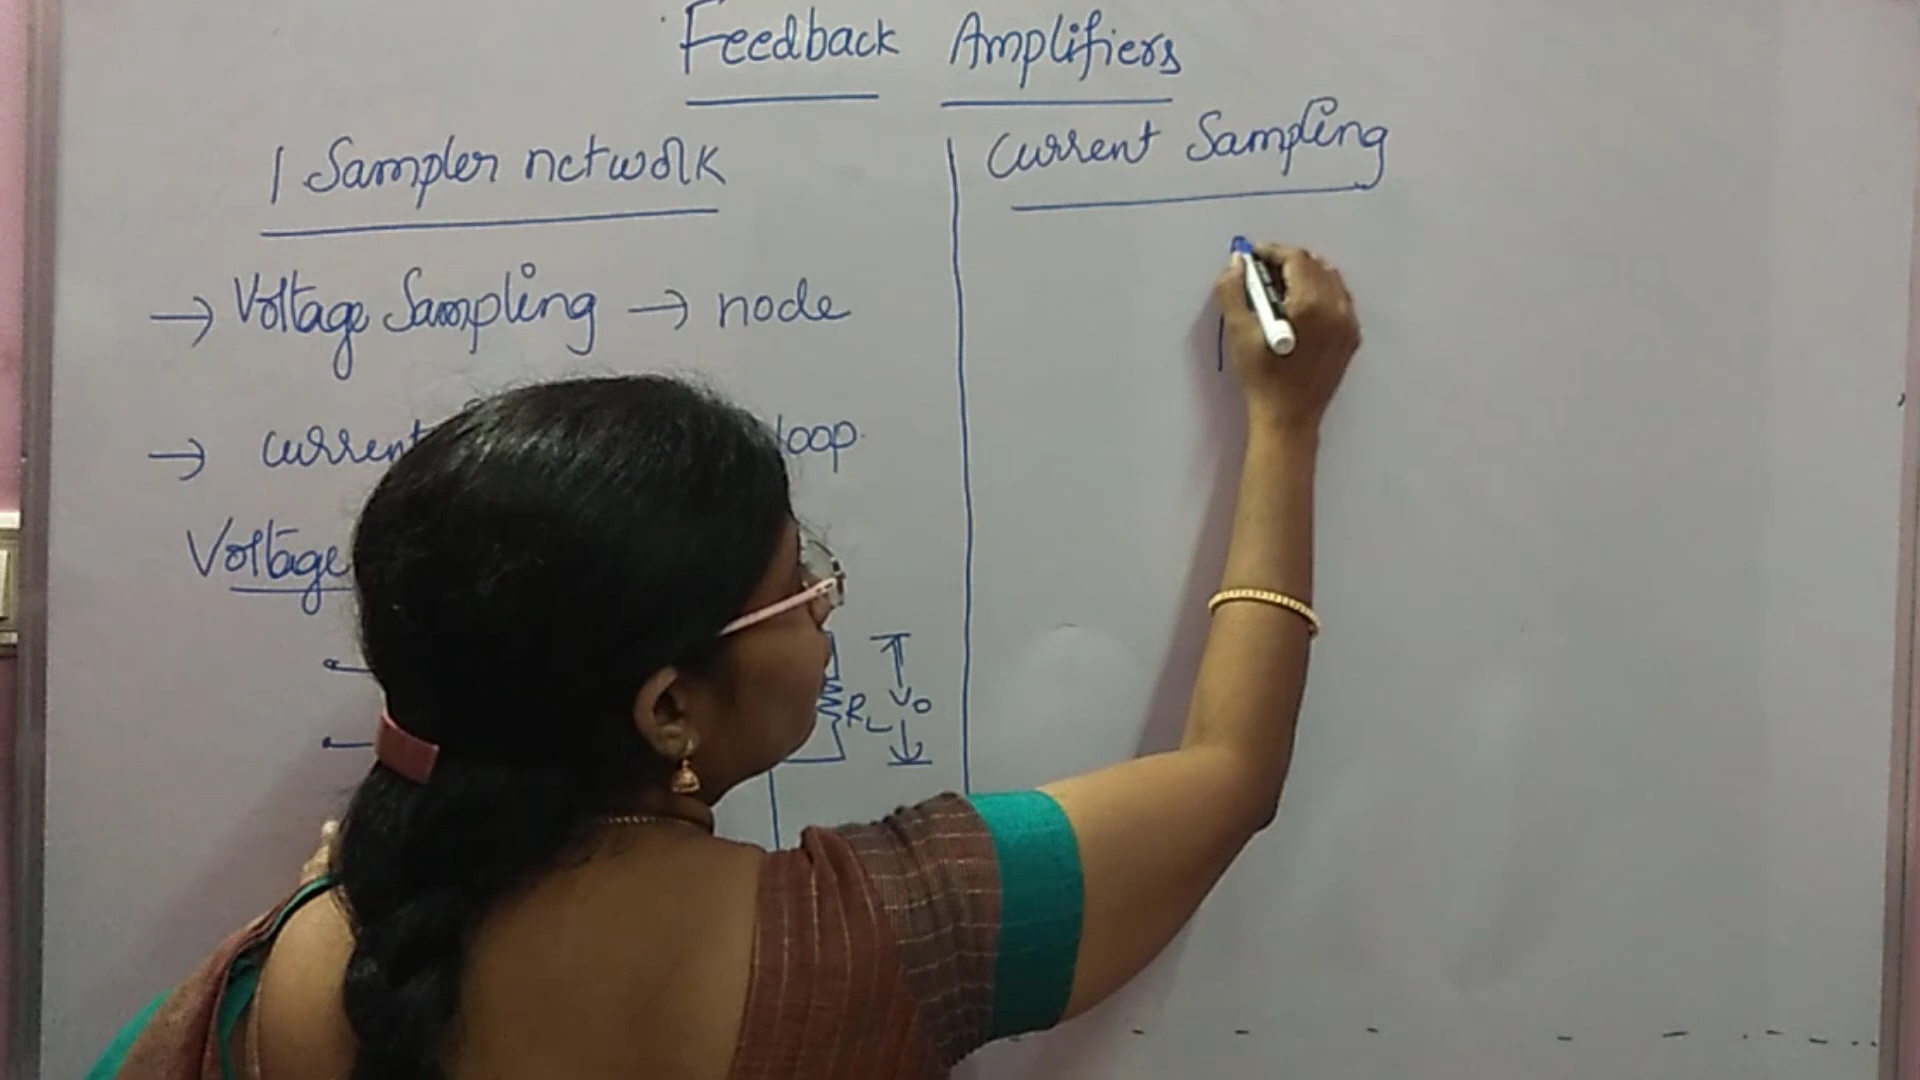 Feedback Amplifiers
1 Sampler network
→ Voltage Sampling → node
→ current loop
Voltage
RL Vo
Current Sampling